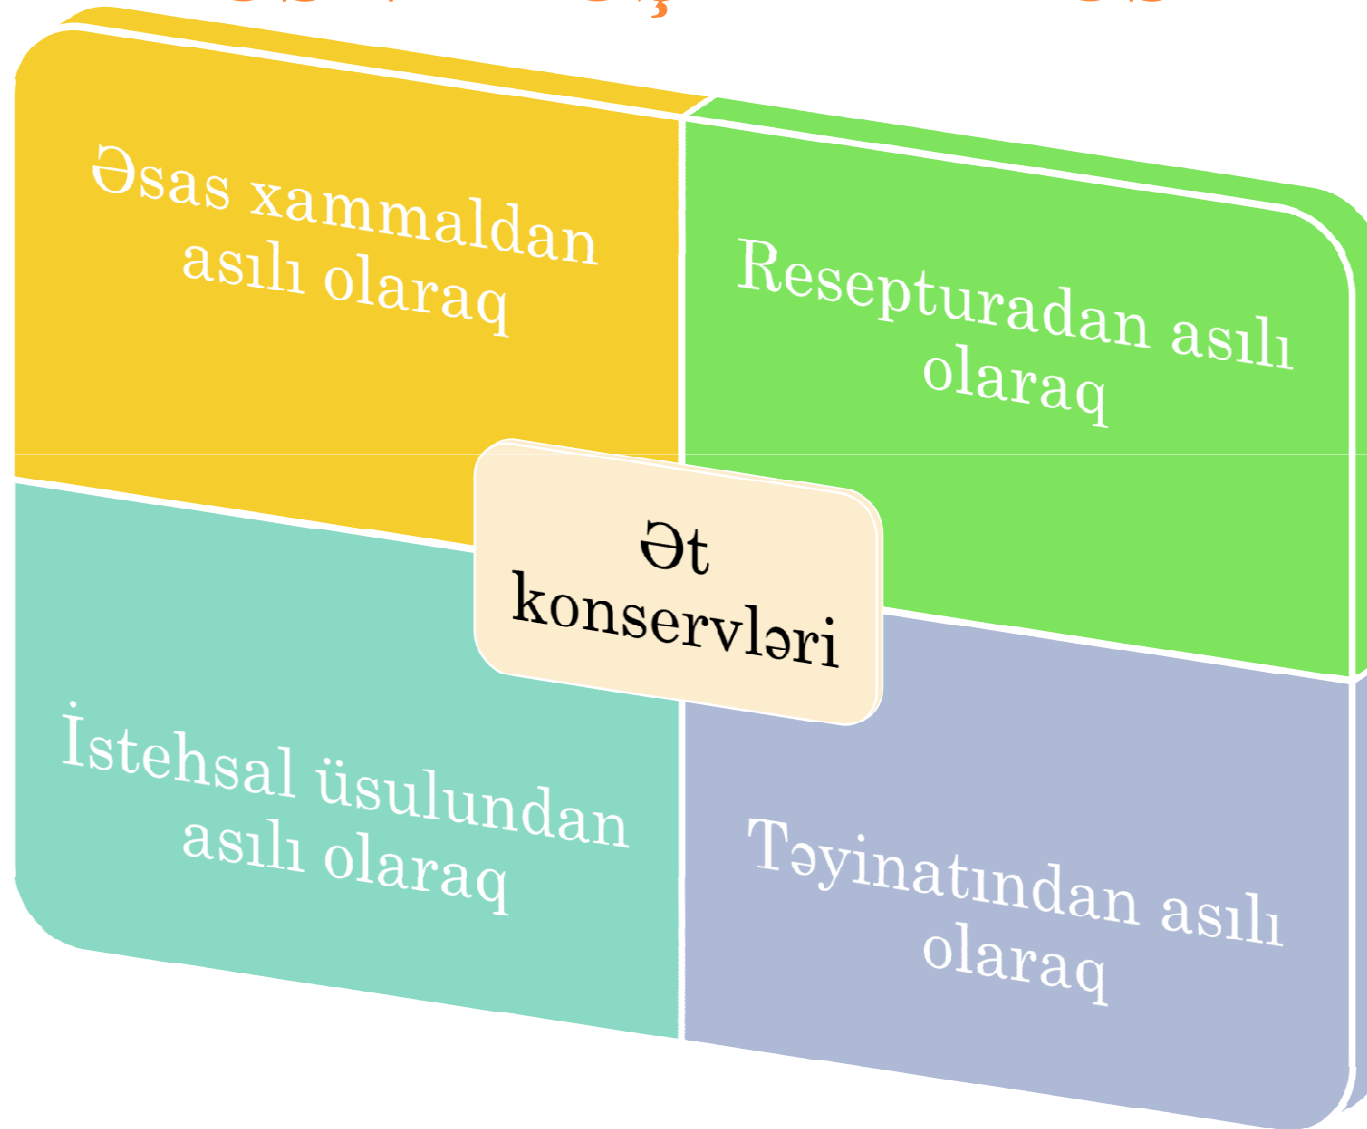 Əsas xammaldan
asılı olaraq
Resepturadan asılı
olaraq
Ət
konservləri
İstehsal üsulundan
asılı olaraq
Təyinatından asılı
olaraq